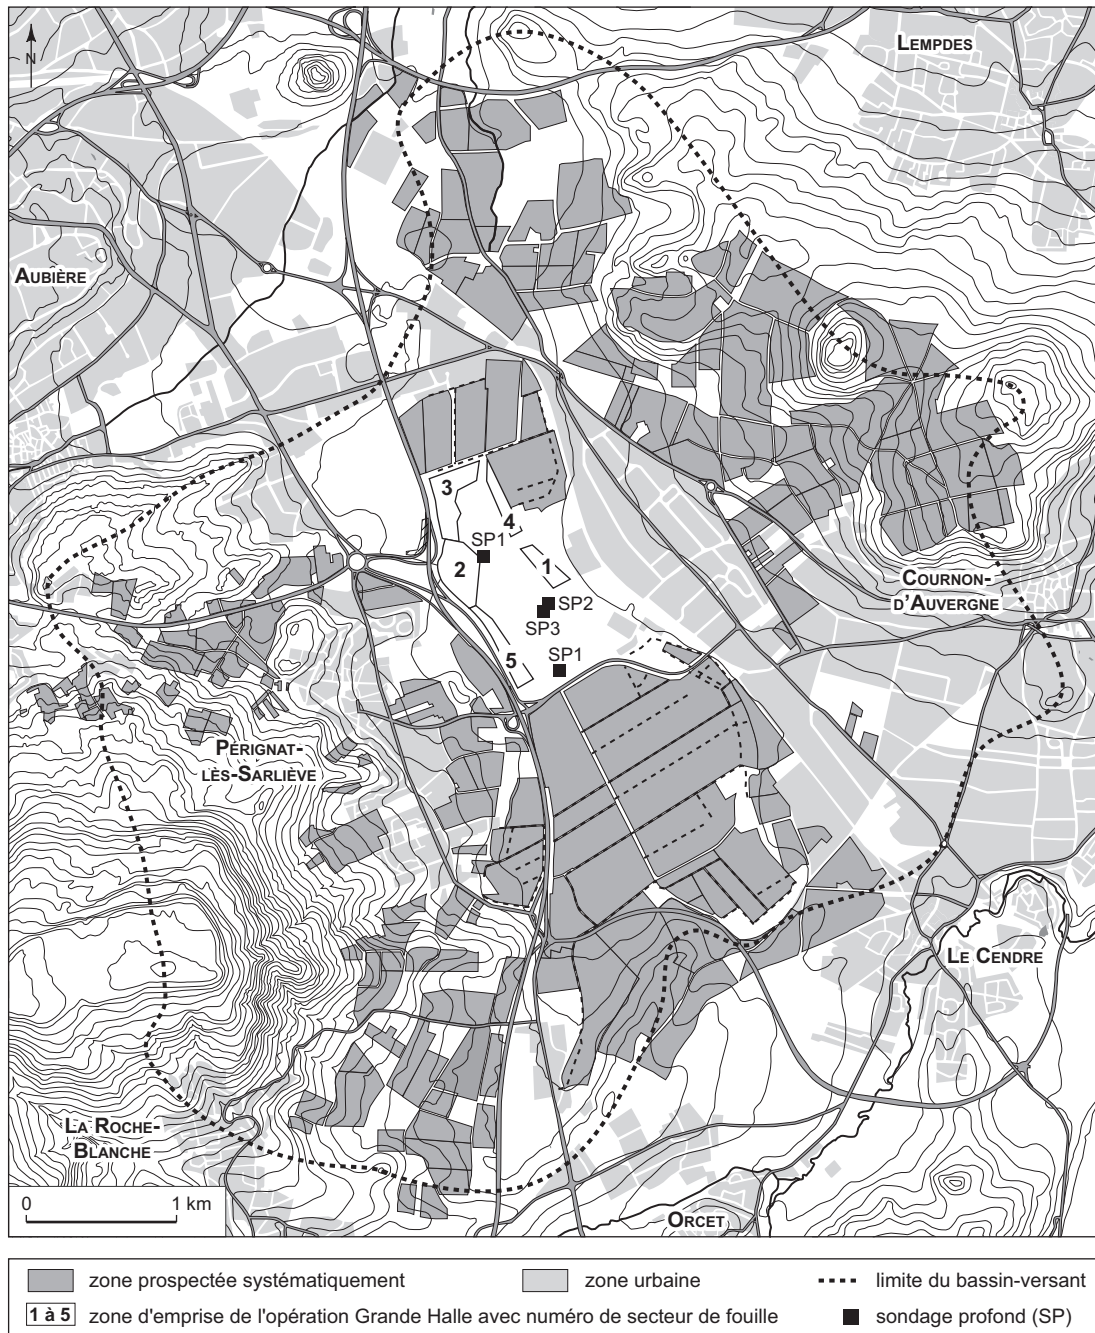 N
LEMPDES
AUBIÈRE
3
4
SP1
1
2
SP2
SP3
COURNON-
D'AUVERGNE
5
SP1
PÉRIGNAT-
LÈS-SARLIÈVE
LE CENDRE
LA ROCHE-
BLANCHE
ORCET
0 1 km
zone prospectée systématiquement
zone urbaine
limite du bassin-versant
1 à 5 zone d'emprise de l'opération Grande Halle avec numéro de secteur de fouille
sondage profond (SP)